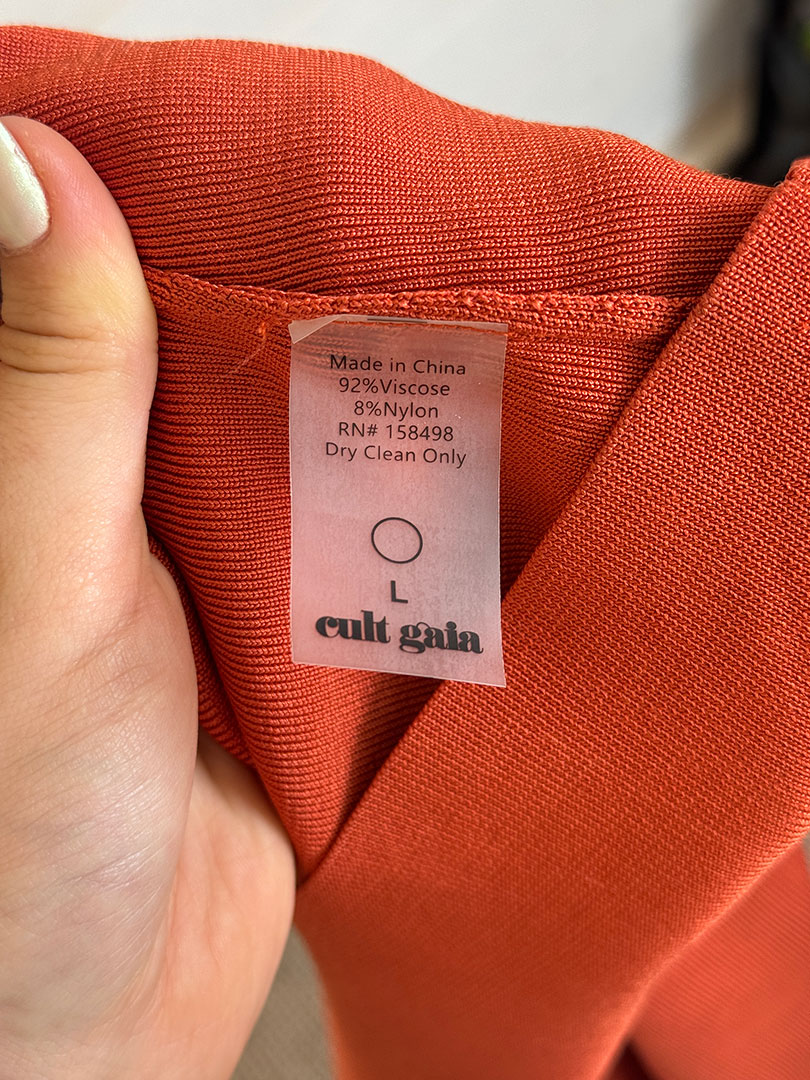 Made in China
92%Viscose
8%Nylon
RN# 158498
Dry Clean Only
L
cult gaia